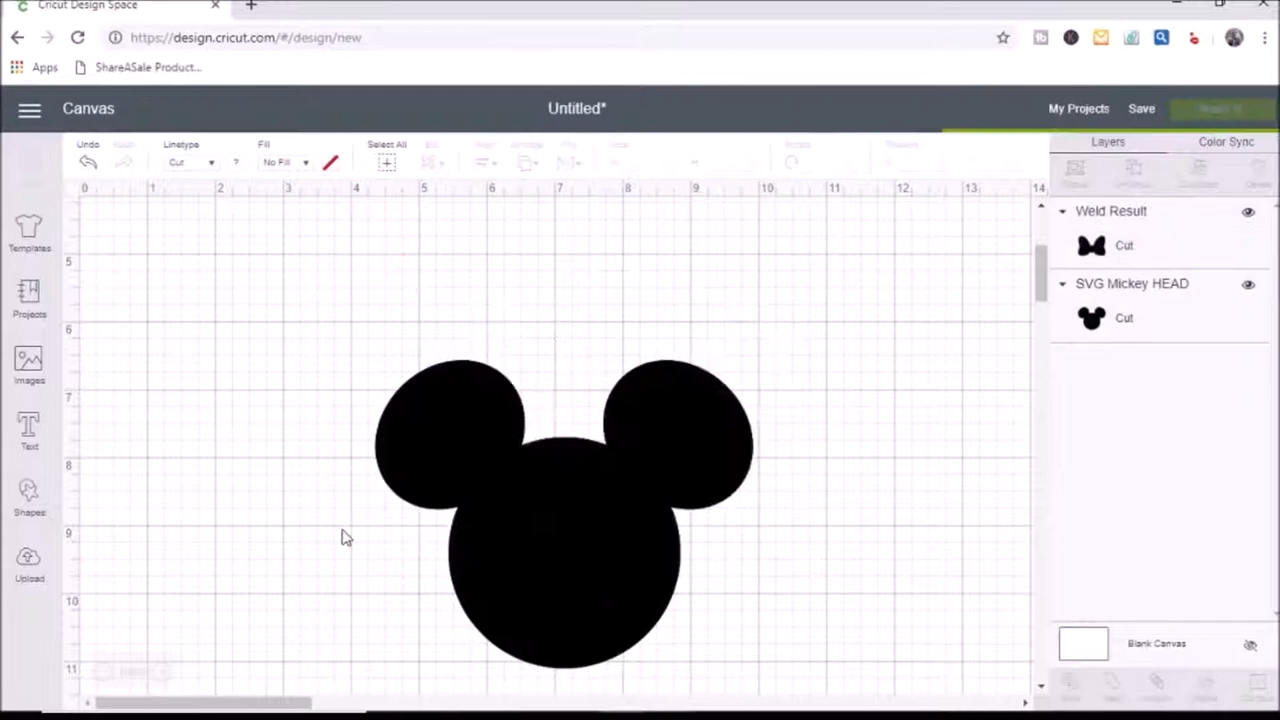 Cricut Design Space
https://design.cricut.com/#/design/new
Apps
ShareASale Product...
Canvas
Untitled*
My Projects
Save
Undo
Linetype
Fill
Select All
Cut
?
No Fill
Layers
Color Sync
0 1 2 3 4 5 6 7 8 9 10 11 12 13 14
Weld Result
Cut
SVG Mickey HEAD
Cut
5
6
7
8
9
10
11
Templates
Projects
Images
Text
Shapes
Upload
Blank Canvas